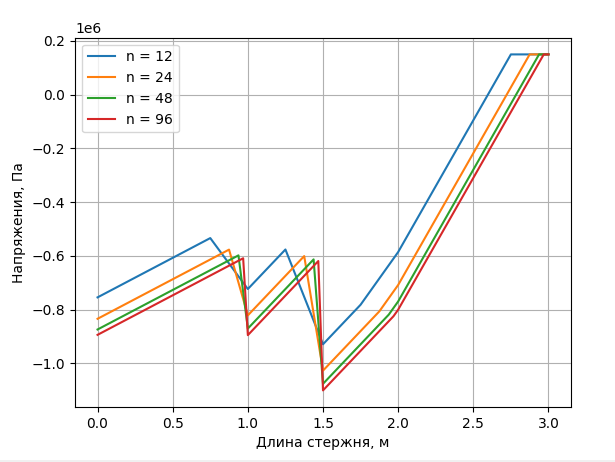 1e6
0.2
0.0
−0.2
−0.4
−0.6
−0.8
−1.0
Напряжения, Па
n = 12
n = 24
n = 48
n = 96
0.0 0.5 1.0 1.5 2.0 2.5 3.0
Длина стержня, м